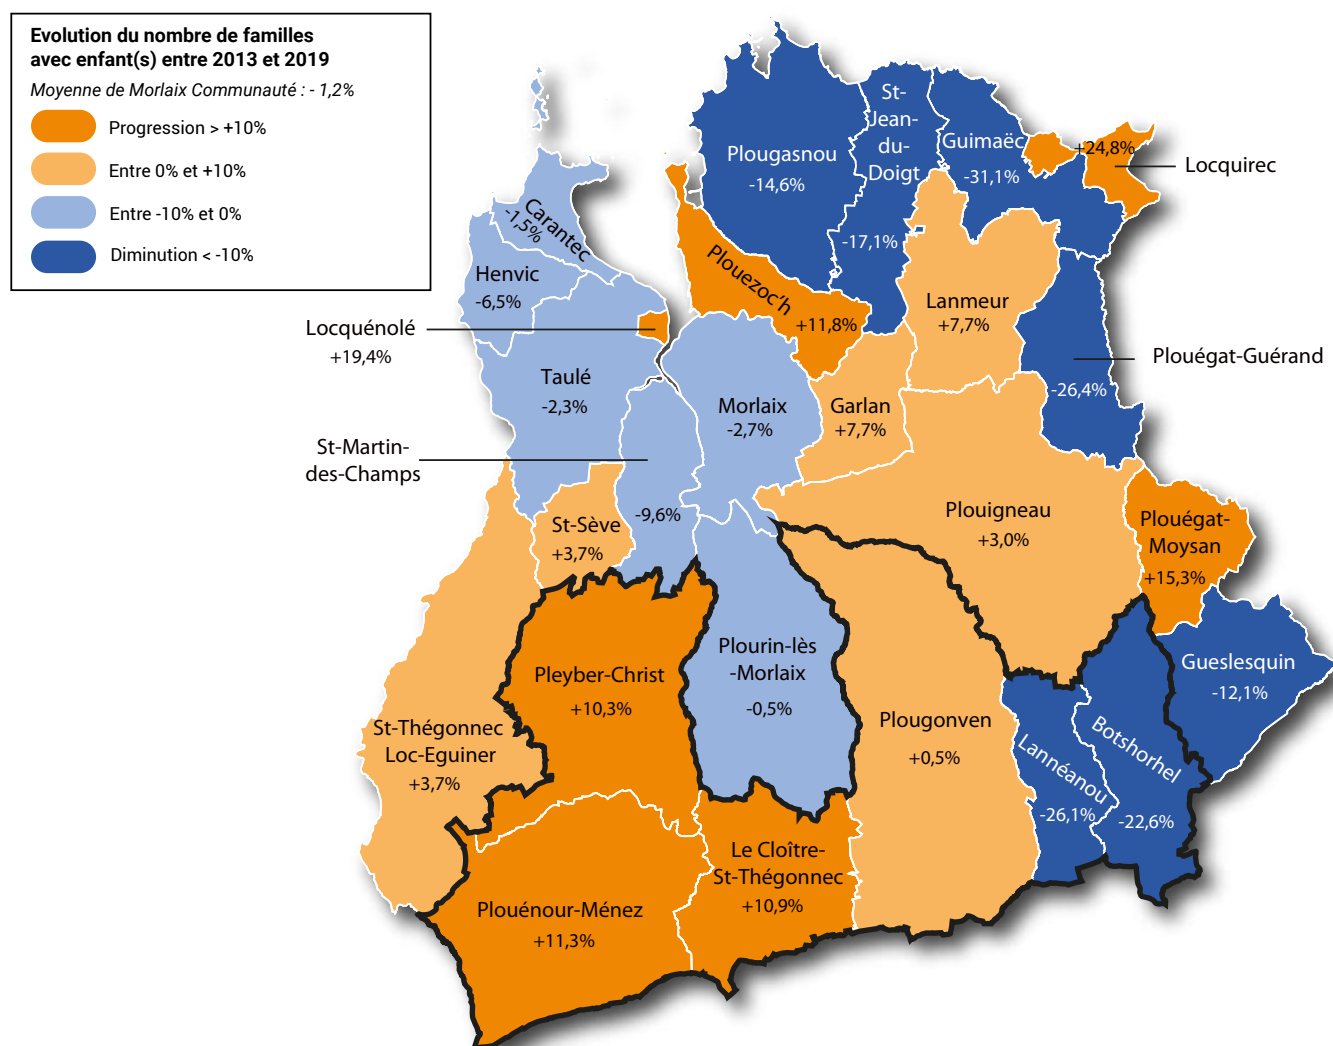 Evolution du nombre de familles
avec enfant(s) entre 2013 et 2019
Moyenne de Morlaix Communauté : - 1,2%
Progression > +10%
Entre 0% et +10%
Entre -10% et 0%
Diminution < -10%
Plougasnou
-14,6%
St-
Jean-
du-
Doigt
-17,1%
Guimaëc
-31,1%
+24,8%
Locquirec
Carantec
-1,5%
Henvic
-6,5%
Plouezoc'h
+11,8%
Lanmeur
+7,7%
Locquénolé
+19,4%
Plouégat-Guérand
-26,4%
Taulé
-2,3%
Morlaix
-2,7%
Garlan
+7,7%
St-Martin-
des-Champs
-9,6%
St-Sève
+3,7%
Plouigneau
+3,0%
Plouégat-
Moysan
+15,3%
Plourin-lès
-Morlaix
-0,5%
Gueslesquin
-12,1%
Pleyber-Christ
+10,3%
Plougonven
+0,5%
St-Thégonnec
Loc-Eguiner
+3,7%
Lannéanou
-26,1%
Botshorhel
-22,6%
Le Cloître-
St-Thégonnec
+10,9%
Plouénour-Ménez
+11,3%